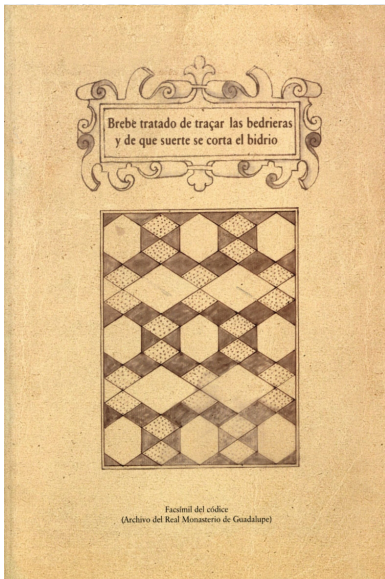 Brebe tratado de traçar las bedrieras
y de que suerte se corta el bidrio
Facsímil del códice
(Archivo del Real Monasterio de Guadalupe)